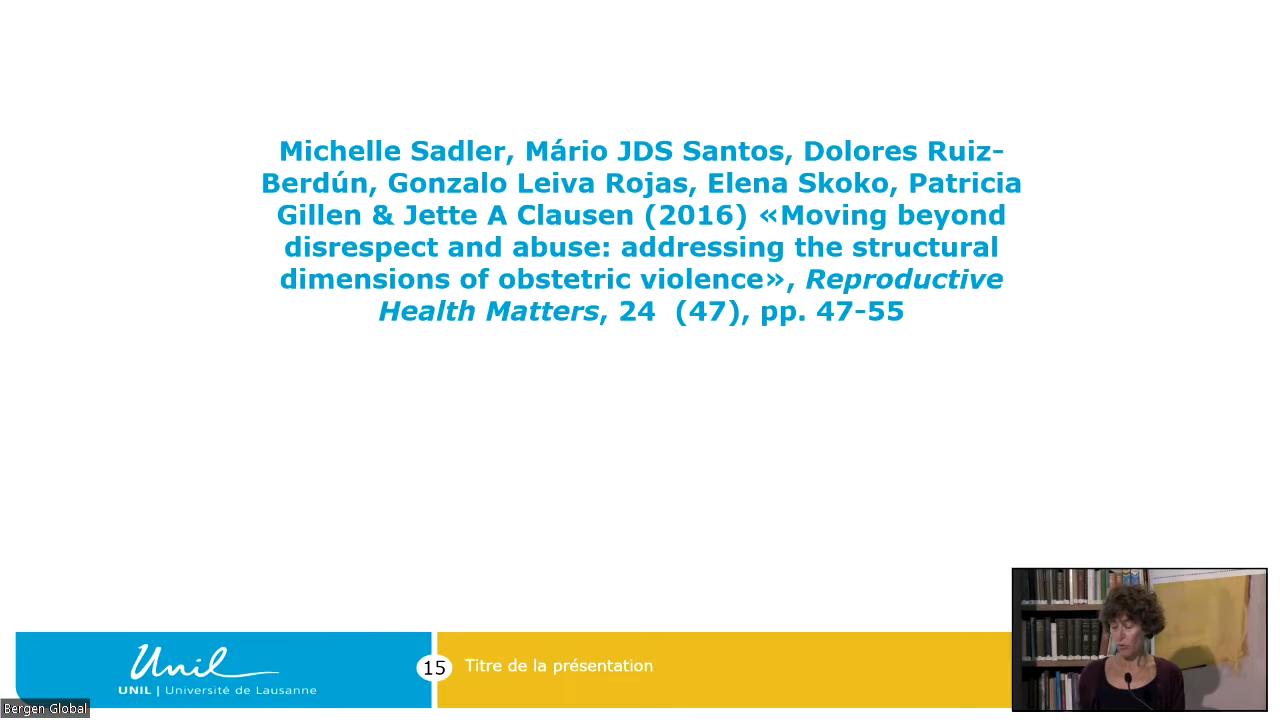 Michelle Sadler, Mário JDS Santos, Dolores Ruiz-
Berdún, Gonzalo Leiva Rojas, Elena Skoko, Patricia
Gillen & Jette A Clausen (2016) «Moving beyond
disrespect and abuse: addressing the structural
dimensions of obstetric violence», Reproductive
Health Matters, 24  (47), pp. 47-55
Unil
UNIL | Université de Lausanne
15
Titre de la présentation
Bergen Global